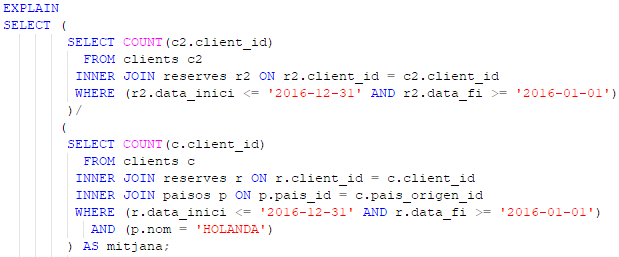 EXPLAIN
SELECT (
SELECT COUNT(c2.client_id)
FROM clients c2
INNER JOIN reserves r2 ON r2.client_id = c2.client_id
WHERE (r2.data_inici <= '2016-12-31' AND r2.data_fi >= '2016-01-01')
)/
(
SELECT COUNT(c.client_id)
FROM clients c
INNER JOIN reserves r ON r.client_id = c.client_id
INNER JOIN paisos p ON p.pais_id = c.pais_origen_id
WHERE (r.data_inici <= '2016-12-31' AND r.data_fi >= '2016-01-01')
AND (p.nom = 'HOLANDA')
) AS mitjana;